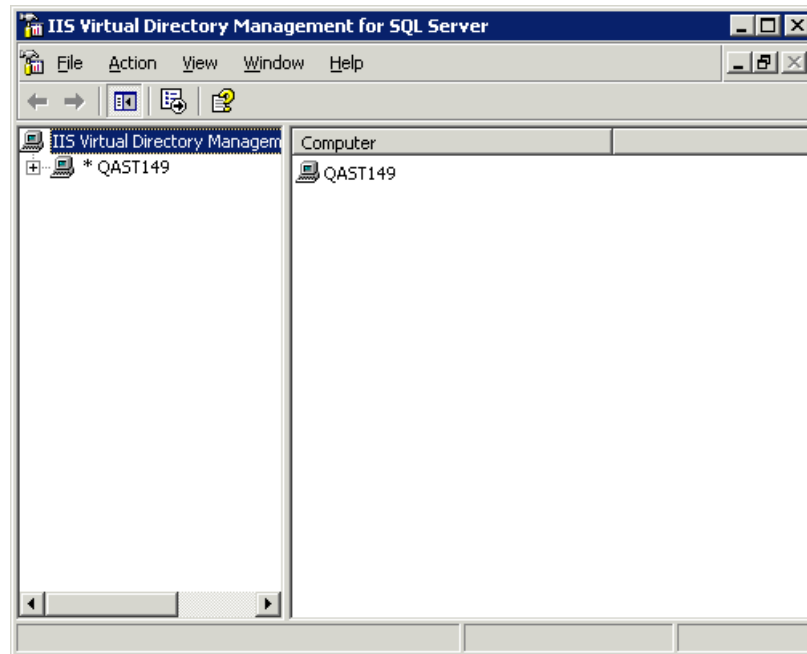 IIS Virtual Directory Management for SQL Server
File Action View Window Help
IIS Virtual Directory Managem
* QAST149
Computer
QAST149